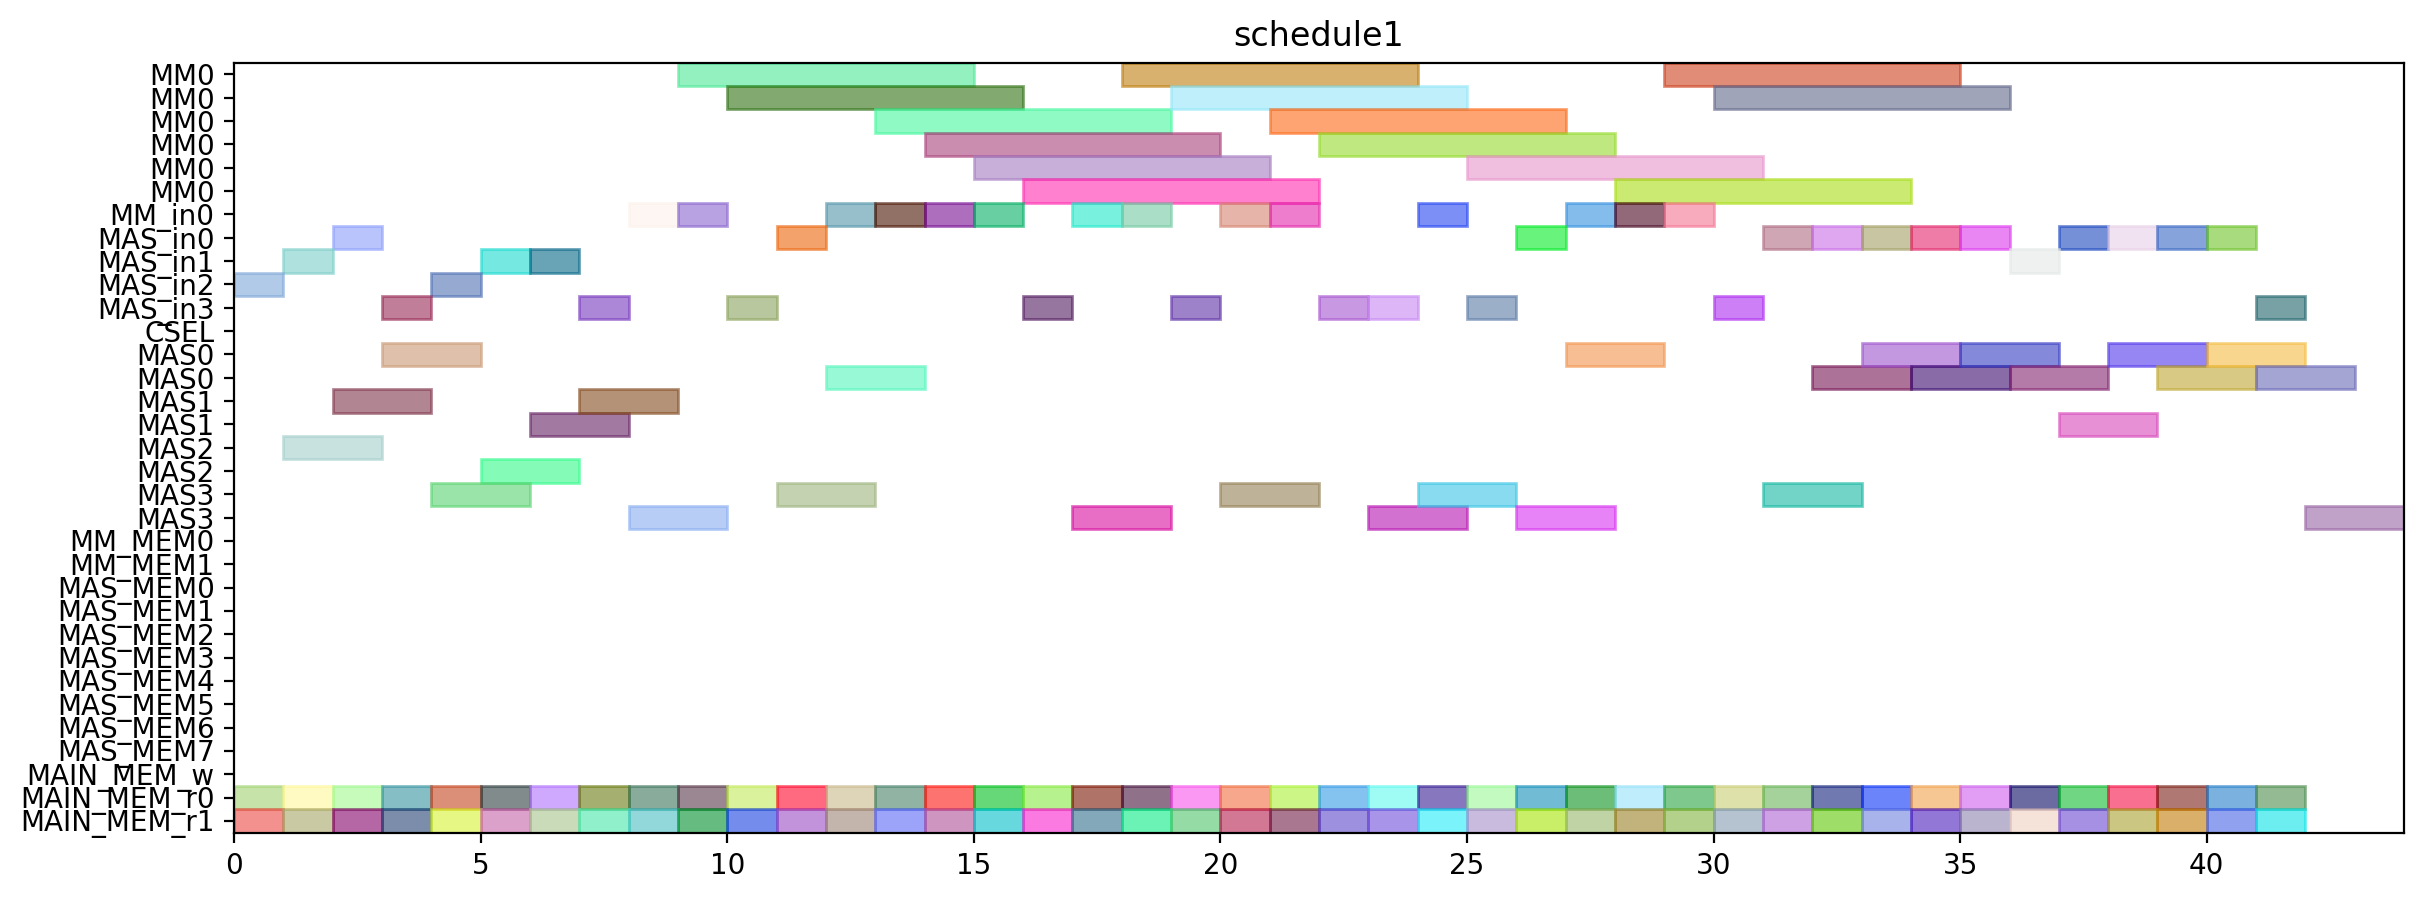 schedule1
MM0
MM0
MM0
MM0
MM0
MM0
MM_in0
MAS_in0
MAS_in1
MAS_in2
MAS_in3
CSEL
MAS0
MAS0
MAS1
MAS1
MAS2
MAS2
MAS3
MAS3
MM_MEM0
MM_MEM1
MAS_MEM0
MAS_MEM1
MAS_MEM2
MAS_MEM3
MAS_MEM4
MAS_MEM5
MAS_MEM6
MAS_MEM7
MAIN_MEM_w
MAIN_MEM_r0
MAIN_MEM_r1
0 5 10 15 20 25 30 35 40